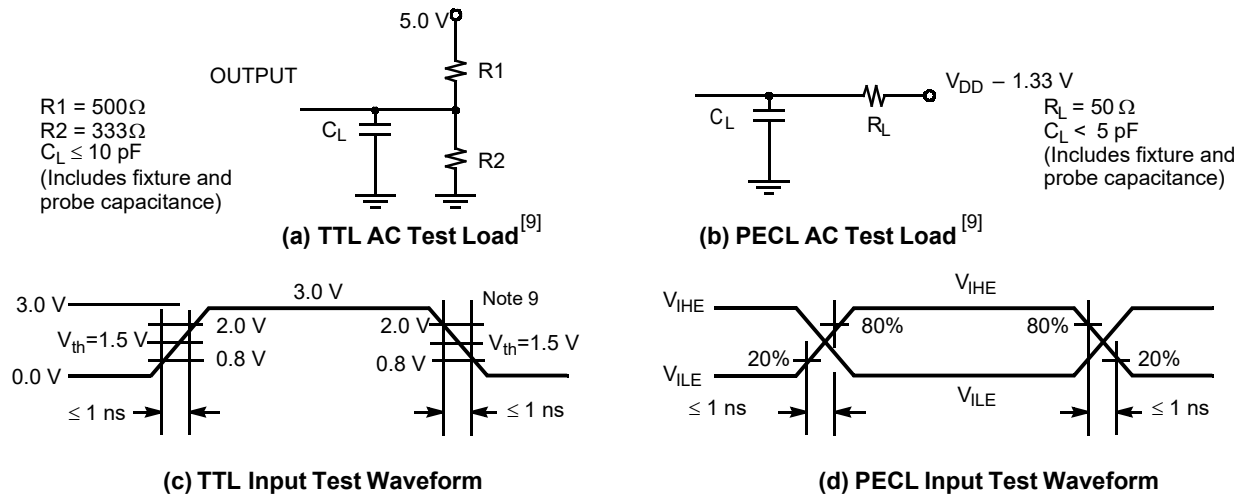 5.0 V
OUTPUT
R1
R1 = 500Ω
R2 = 333Ω
C_L ≤ 10 pF
(Includes fixture and
probe capacitance)
C_L
R2
(a) TTL AC Test Load[9]
V_DD – 1.33 V
C_L
R_L
R_L = 50 Ω
C_L < 5 pF
(Includes fixture and
probe capacitance)
(b) PECL AC Test Load[9]
3.0 V
3.0 V
Note 9
2.0 V
2.0 V
V_th=1.5 V
V_th=1.5 V
0.8 V
0.8 V
0.0 V
≤ 1 ns
≤ 1 ns
(c) TTL Input Test Waveform
V_IHE
V_IHE
80%
80%
20%
20%
V_ILE
V_ILE
≤ 1 ns
≤ 1 ns
(d) PECL Input Test Waveform